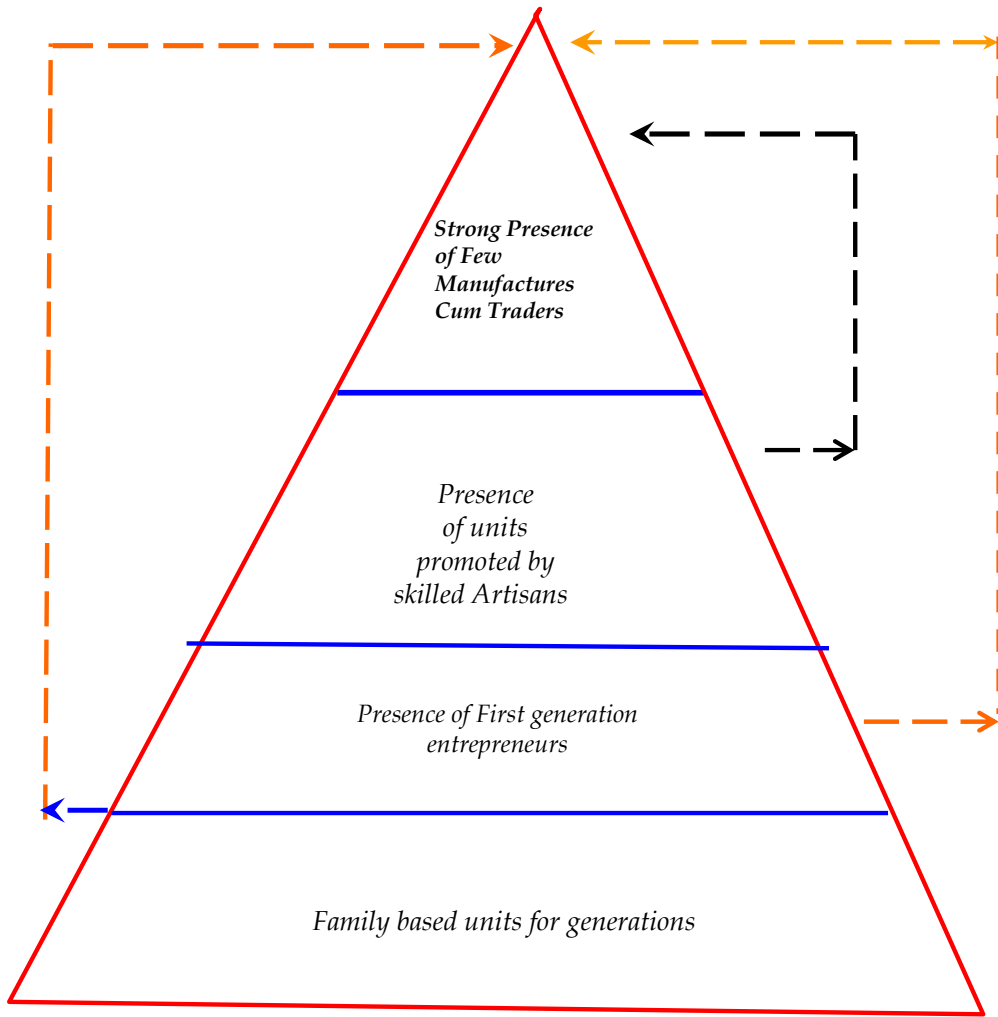 Strong Presence
of Few
Manufactures
Cum Traders
Presence
of units
promoted by
skilled Artisans
Presence of First generation
entrepreneurs
Family based units for generations